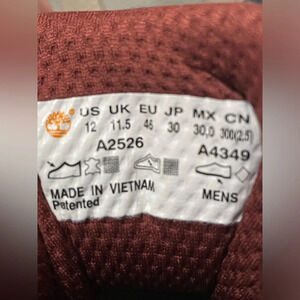 US UK EU JP MX CN
12 11.5 46 30 30,0 300(2.5)
A2526 A4349
MADE IN VIETNAM MENS
Patented